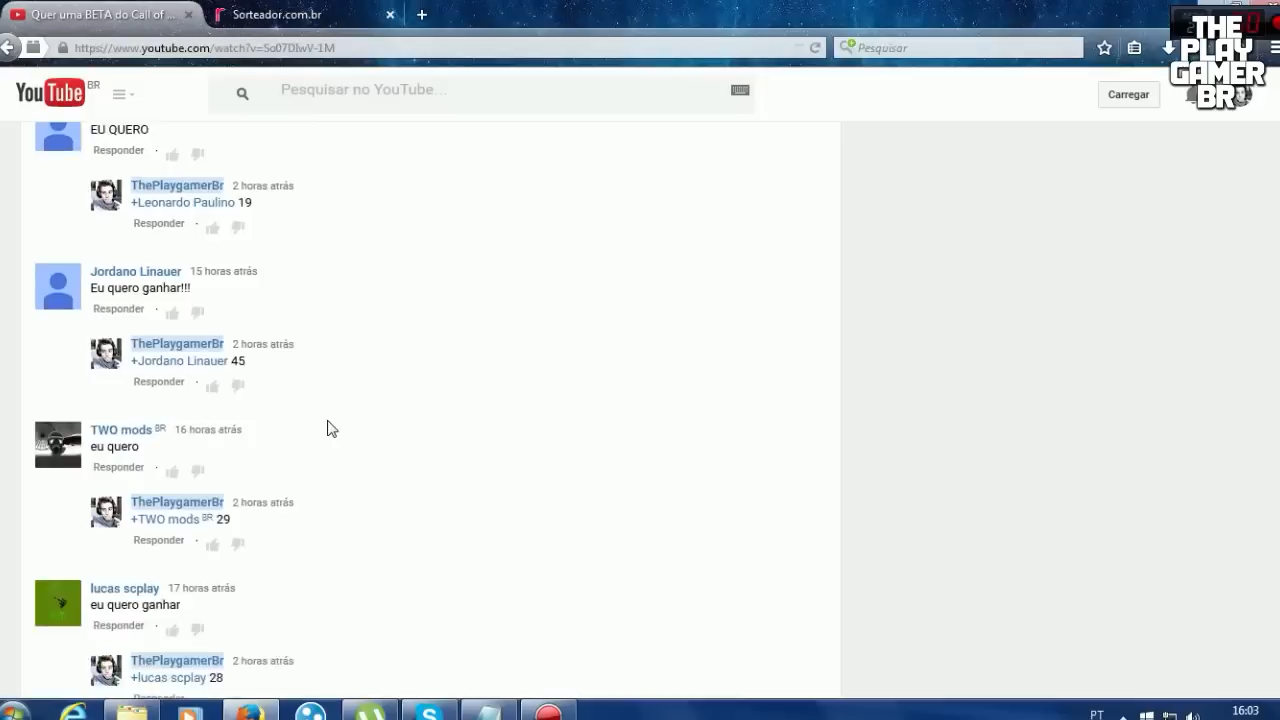 Quer uma BETA do Call of ...
Sorteador.com.br
https://www.youtube.com/watch?v=So07DIwV-1M
Pesquisar
THE
PLAY
GAMER
BR
YouTube BR
Pesquisar no YouTube...
Carregar
EU QUERO
Responder ·
ThePlaygamerBr 2 horas atrás
+Leonardo Paulino 19
Responder ·
Jordano Linauer 15 horas atrás
Eu quero ganhar!!!
Responder ·
ThePlaygamerBr 2 horas atrás
+Jordano Linauer 45
Responder ·
TWO mods BR 16 horas atrás
eu quero
Responder ·
ThePlaygamerBr 2 horas atrás
+TWO mods BR 29
Responder ·
lucas scplay 17 horas atrás
eu quero ganhar
Responder ·
ThePlaygamerBr 2 horas atrás
+lucas scplay 28
Responder
PT
16:03